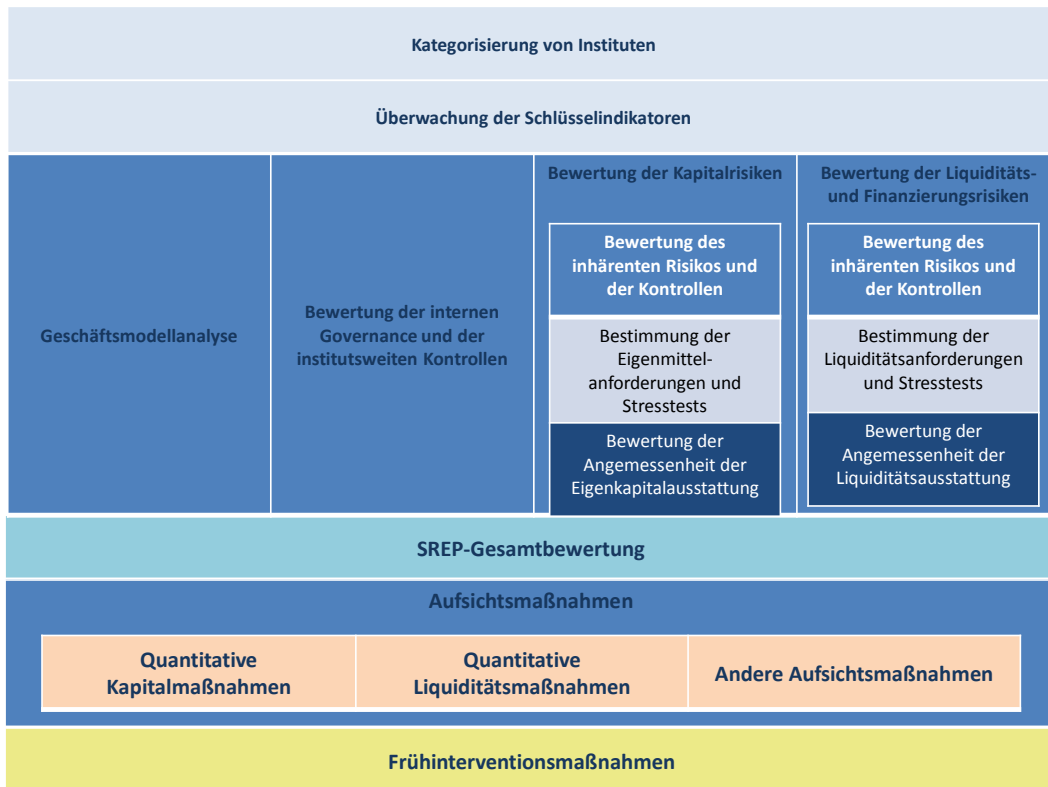 Kategorisierung von Instituten
Überwachung der Schlüsselindikatoren
Geschäftsmodellanalyse
Bewertung der internen
Governance und der
institutsweiten Kontrollen
Bewertung der Kapitalrisiken
Bewertung des
inhärenten Risikos und
der Kontrollen
Bestimmung der
Eigenmittel-
anforderungen und
Stresstests
Bewertung der
Angemessenheit der
Eigenkapitalausstattung
Bewertung der Liquiditäts-
und Finanzierungsrisiken
Bewertung des
inhärenten Risikos und
der Kontrollen
Bestimmung der
Liquiditätsanforderungen
und Stresstests
Bewertung der
Angemessenheit der
Liquiditätsausstattung
SREP-Gesamtbewertung
Aufsichtsmaßnahmen
Quantitative
Kapitalmaßnahmen
Quantitative
Liquiditätsmaßnahmen
Andere Aufsichtsmaßnahmen
Frühinterventionsmaßnahmen